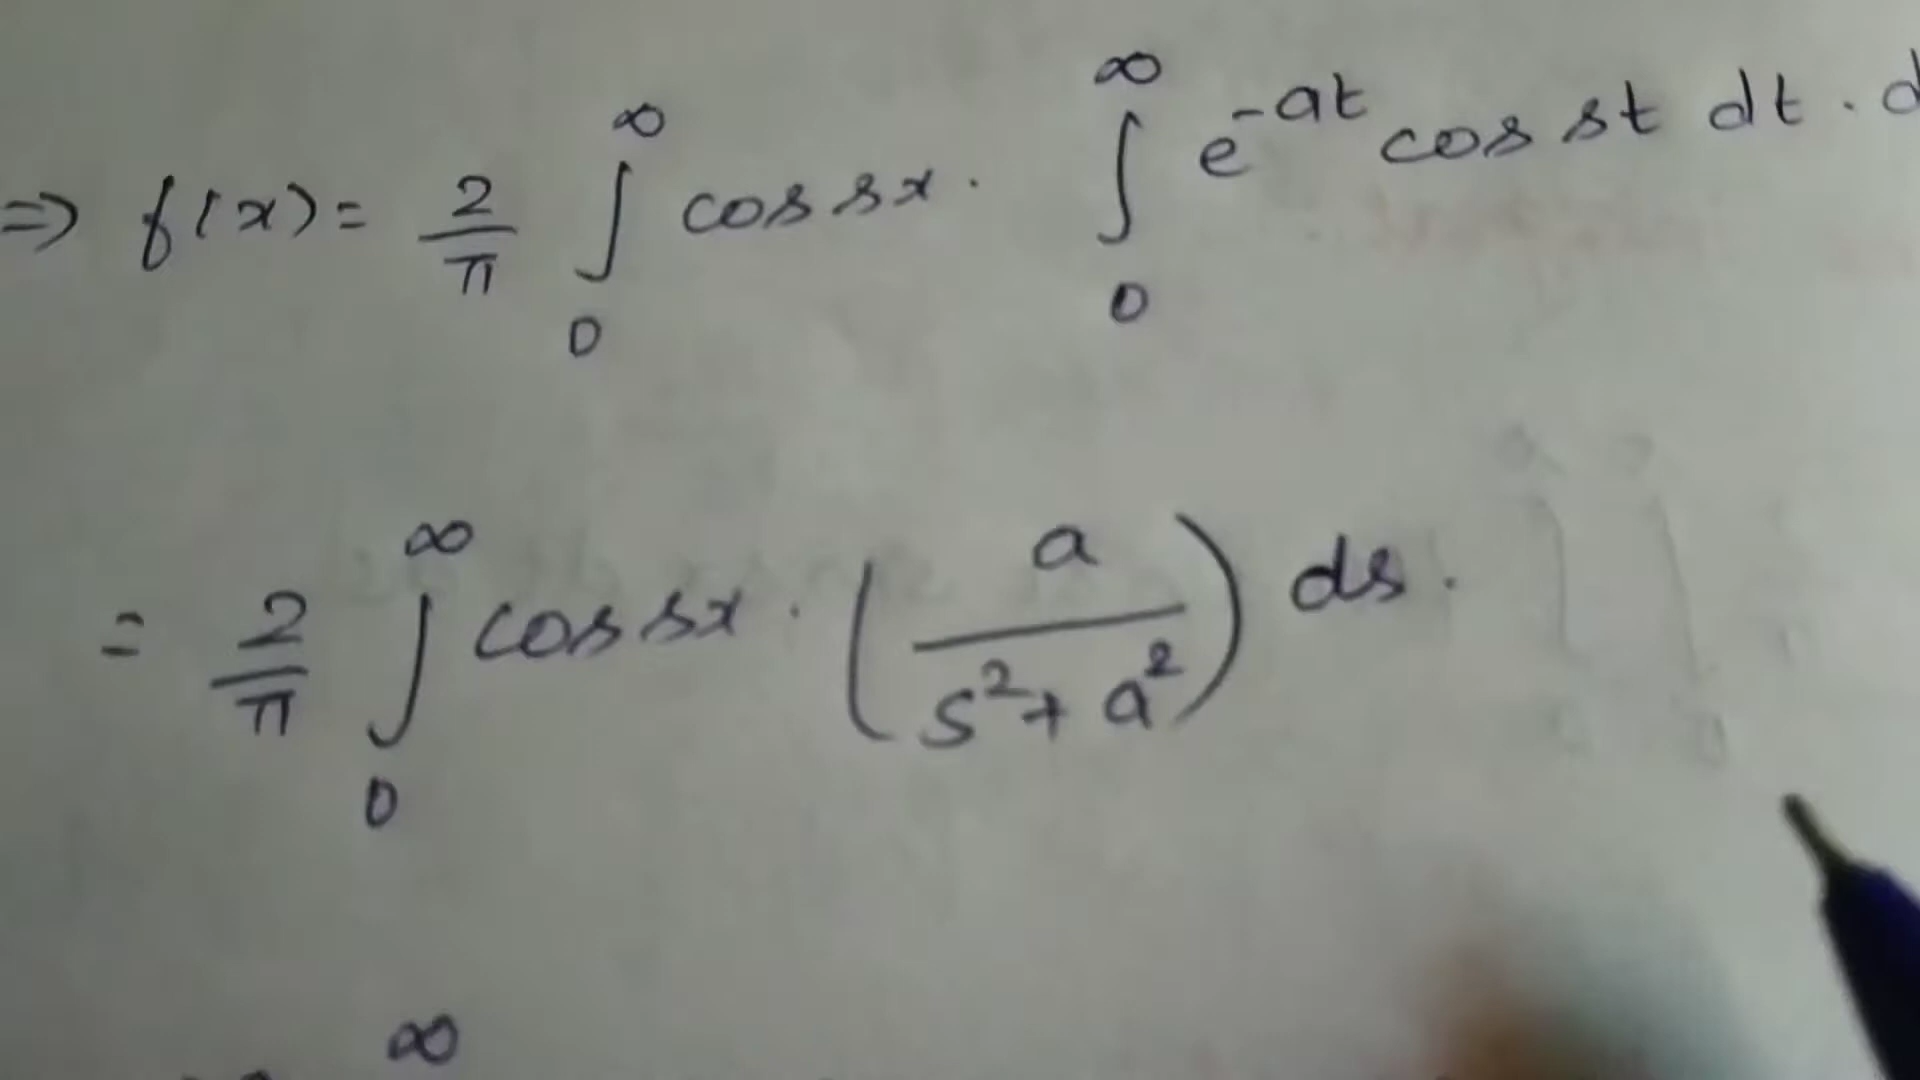 ⇒ f(x) = 2/π ∫₀^∞ cos sx . ∫₀^∞ e^-at cos st dt . d
= 2/π ∫₀^∞ cos sx . (a/(s²+a²)) ds .
∞